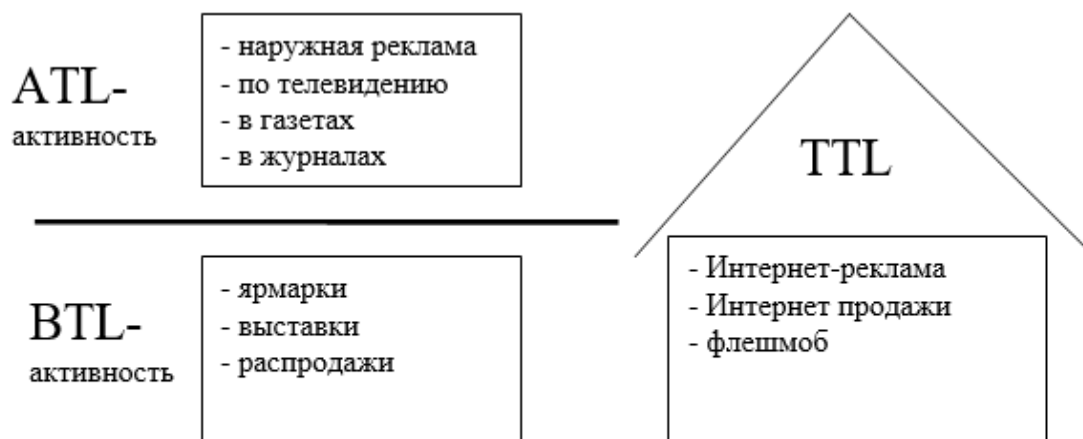 ATL-
активность
- наружная реклама
- по телевидению
- в газетах
- в журналах
TTL
BTL-
активность
- ярмарки
- выставки
- распродажи
- Интернет-реклама
- Интернет продажи
- флешмоб